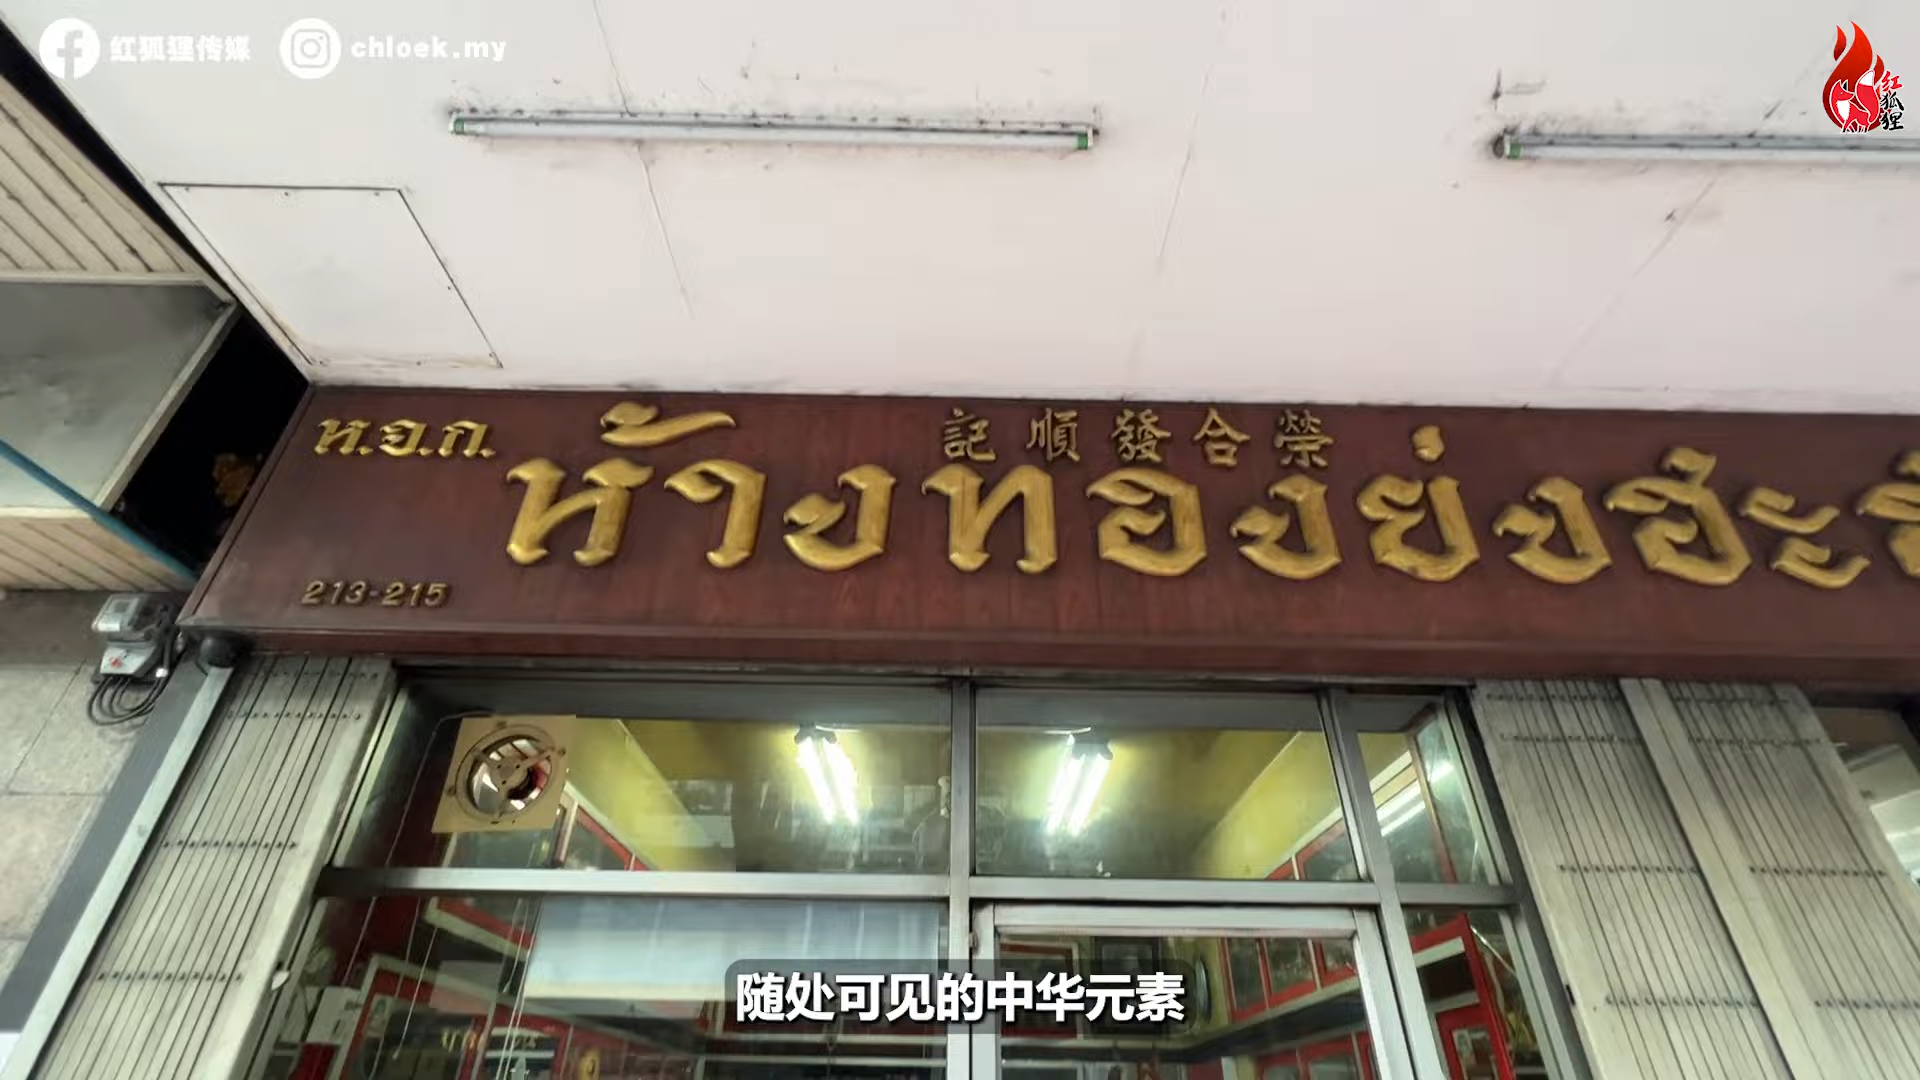 红狐狸传媒 chloek.my
红狐狸
ห.จ.ก.
記順發合榮
ห้างทองย่งฮะ
213-215
随处可见的中华元素